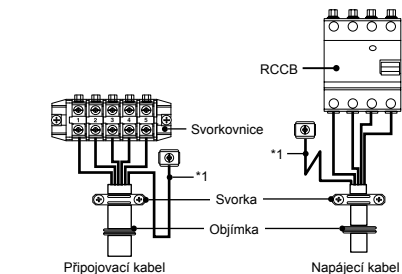 RCCB
1 2 3 4 5
Svorkovnice
*1
*1
Svorka
Objímka
Připojovací kabel
Napájecí kabel